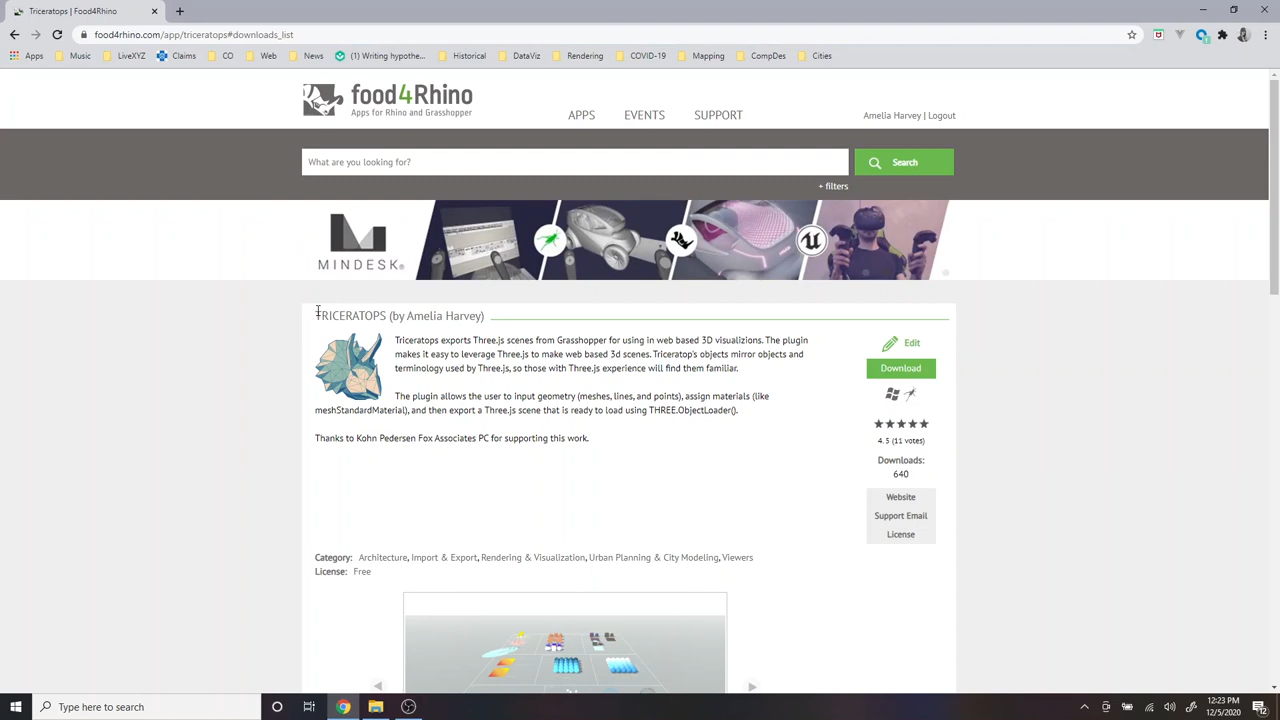 Triceratops | Food4Rhino
food4rhino.com/app/triceratops#downloads_list
Apps Music LiveXYZ Claims CO Web News (1) Writing hypothe... Historical DataViz Rendering COVID-19 Mapping CompDes Cities
food4Rhino
Apps for Rhino and Grasshopper
APPS EVENTS SUPPORT
Amelia Harvey | Logout
What are you looking for?
Search
+ filters
MINDESK®
TRICERATOPS (by Amelia Harvey)
Triceratops exports Three.js scenes from Grasshopper for using in web based 3D visualizions. The plugin
makes it easy to leverage Three.js to make web based 3d scenes. Triceratop's objects mirror objects and
terminology used by Three.js, so those with Three.js experience will find them familiar.
The plugin allows the user to input geometry (meshes, lines, and points), assign materials (like
meshStandardMaterial), and then export a Three.js scene that is ready to load using THREE.ObjectLoader().
Thanks to Kohn Pedersen Fox Associates PC for supporting this work.
Edit
Download
4.5 (11 votes)
Downloads:
640
Website
Support Email
License
Category: Architecture, Import & Export, Rendering & Visualization, Urban Planning & City Modeling, Viewers
License: Free
Type here to search
12:23 PM
12/5/2020
12